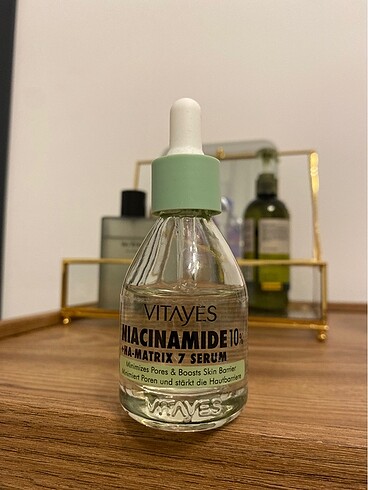 VITAYES
NIACINAMIDE 10%
+HA-MATRIX 7 SERUM
Minimizes Pores & Boosts Skin Barrier
Minimiert Poren und stärkt die Hautbarriere
VITAYES